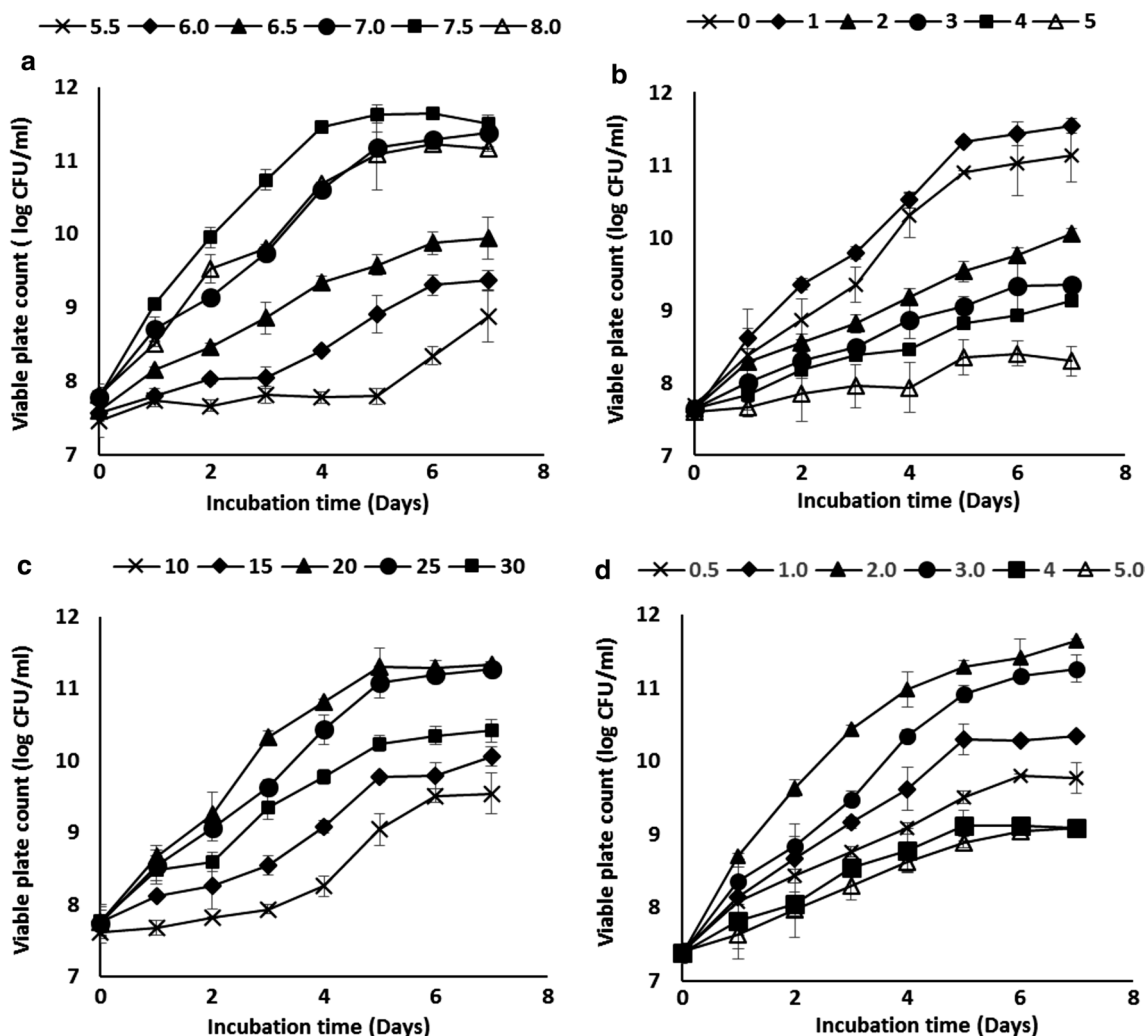 5.5 6.0 6.5 7.0 7.5 8.0
a
12
11
10
9
8
7
0 2 4 6 8
Viable plate count ( log CFU/ml)
Incubation time (Days)
0 1 2 3 4 5
b
12
11
10
9
8
7
0 2 4 6 8
Viable plate count (log CFU/ml)
Incubation time (Days)
10 15 20 25 30
c
12
11
10
9
8
7
0 2 4 6 8
Viable plate count (log CFU/ml)
Incubation time (Days)
0.5 1.0 2.0 3.0 4 5.0
d
12
11
10
9
8
7
0 2 4 6 8
Viable plate count (log CFU/ml)
Incubation time (Days)